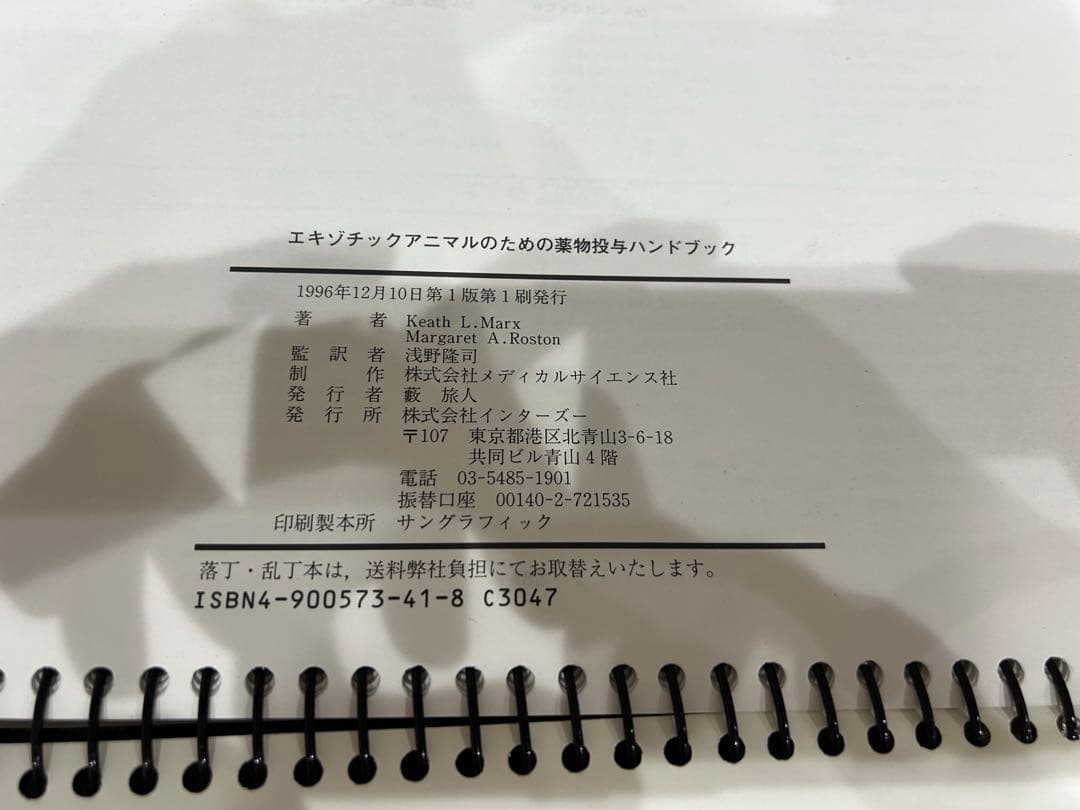 エキゾチックアニマルのための薬物投与ハンドブック
1996年12月10日第1版第1刷発行
著者 Keath L.Marx
Margaret A.Roston
監訳者 浅野隆司
制作 株式会社メディカルサイエンス社
発行者 藪 旅人
発行所 株式会社インターズー
〒107 東京都港区北青山3-6-18
共同ビル青山4階
電話 03-5485-1901
振替口座 00140-2-721535
印刷製本所 サングラフィック
落丁・乱丁本は，送料弊社負担にてお取替えいたします。
ISBN4-900573-41-8 C3047